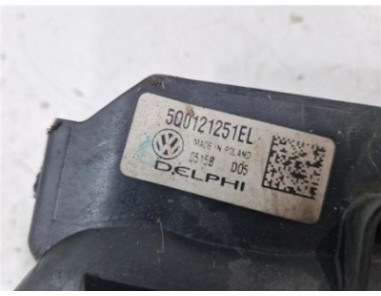 5Q0121251EL
MADE IN POLAND
0515B D05
DELPHI